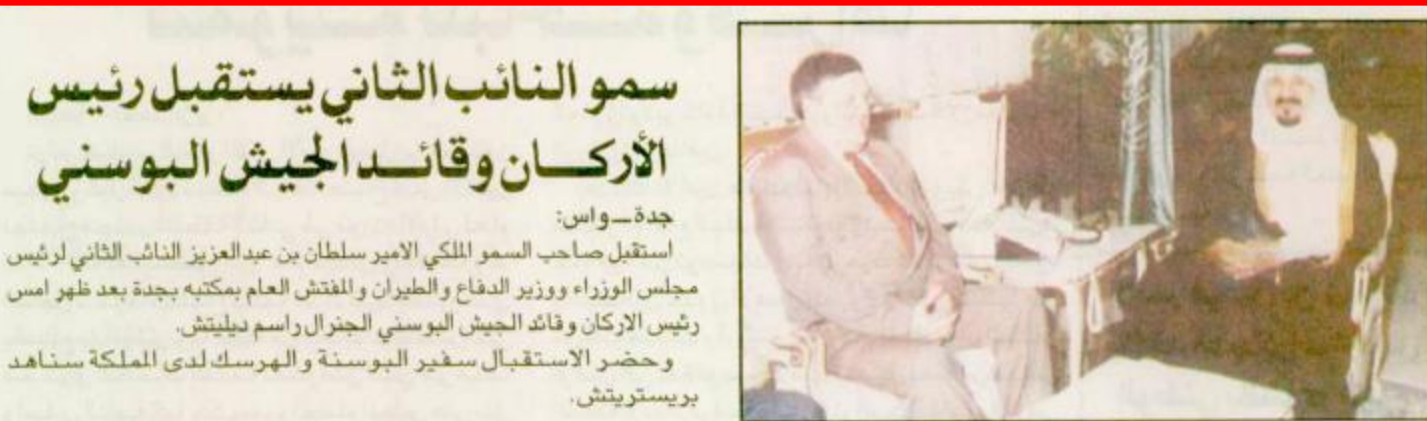 سمو النائب الثاني يستقبل رئيس
الأركان وقائد الجيش البوسني
جدة ـ واس:
استقبل صاحب السمو الملكي الامير سلطان بن عبدالعزيز النائب الثاني لرئيس
مجلس الوزراء ووزير الدفاع والطيران والمفتش العام بمكتبه بجدة بعد ظهر امس
رئيس الاركان وقائد الجيش البوسني الجنرال راسم ديليتش.
وحضر الاستقبال سفير البوسنة والهرسك لدى المملكة سناهد
بريستريتش.